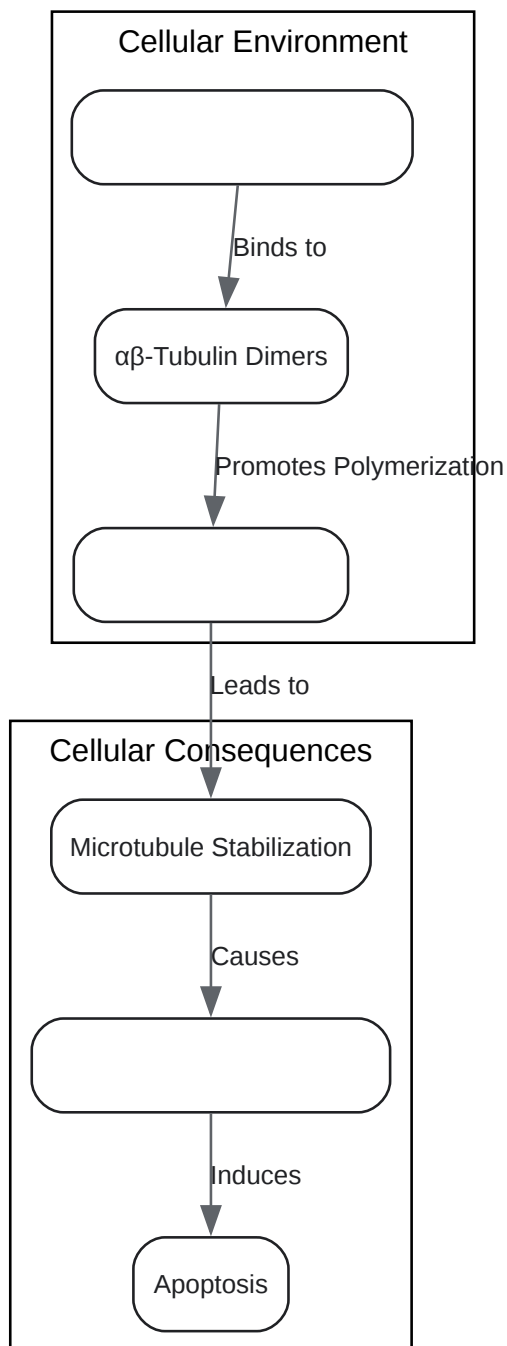 Cellular Environment
Binds to
αβ-Tubulin Dimers
Promotes Polymerization
Leads to
Cellular Consequences
Microtubule Stabilization
Causes
Induces
Apoptosis